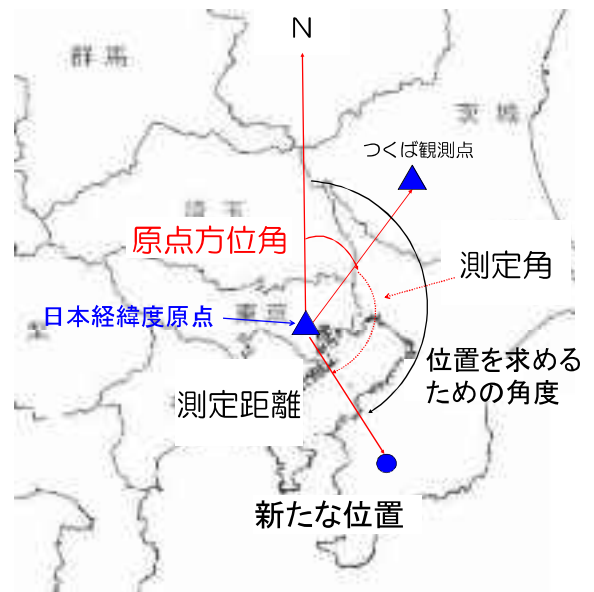 N
群馬
茨城
つくば観測点
埼玉
原点方位角
測定角
日本経緯度原点
東京
位置を求める
ための角度
測定距離
新たな位置